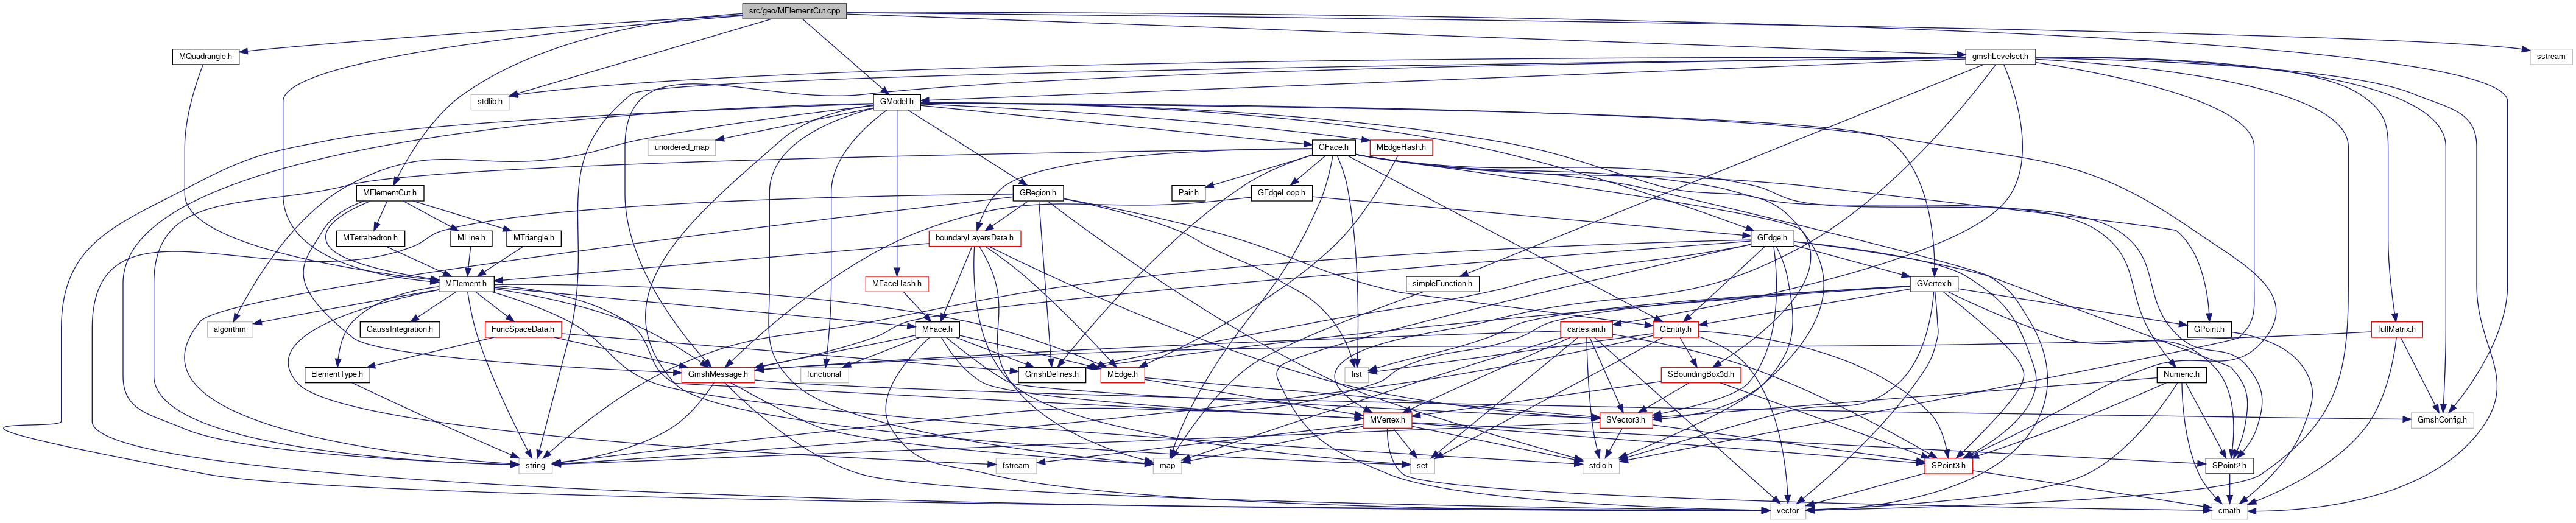 src/geo/MElementCut.cpp
MQuadrangle.h
gmshLevelset.h
sstream
stdlib.h
GModel.h
unordered_map
GFace.h
MEdgeHash.h
MElementCut.h
GRegion.h
Pair.h
GEdgeLoop.h
MTetrahedron.h
MLine.h
MTriangle.h
boundaryLayersData.h
GEdge.h
MElement.h
MFaceHash.h
simpleFunction.h
GVertex.h
algorithm
GaussIntegration.h
FuncSpaceData.h
MFace.h
cartesian.h
GEntity.h
GPoint.h
fullMatrix.h
ElementType.h
GmshMessage.h
functional
GmshDefines.h
MEdge.h
list
SBoundingBox3d.h
Numeric.h
MVertex.h
SVector3.h
GmshConfig.h
string
fstream
map
set
stdio.h
SPoint3.h
SPoint2.h
vector
cmath